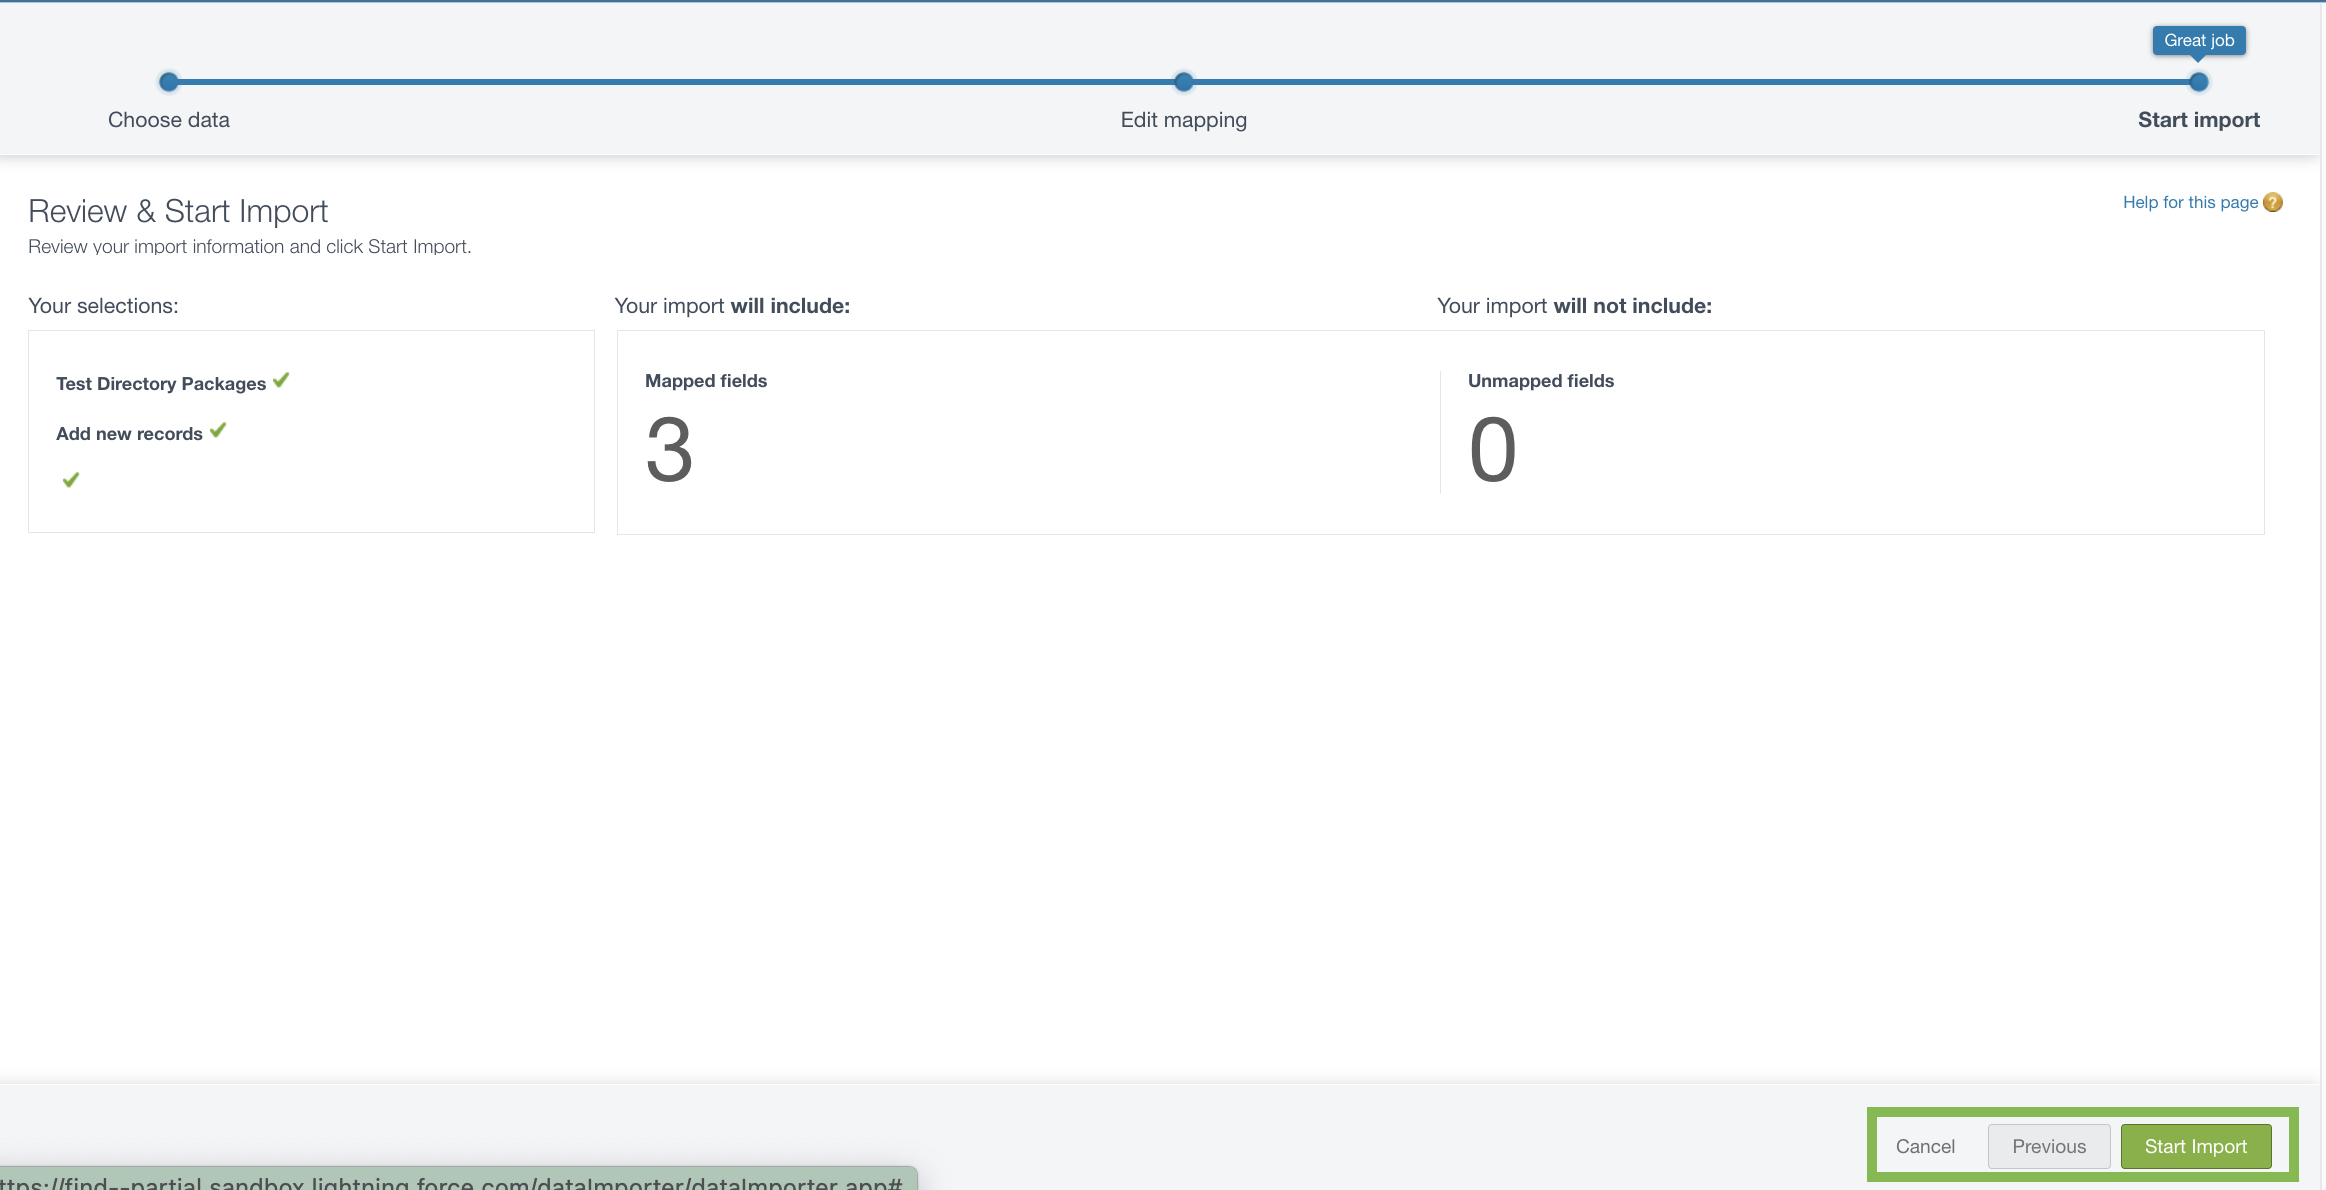 Great job
Choose data
Edit mapping
Start import
Review & Start Import
Help for this page ?
Review your import information and click Start Import.
Your selections:
Your import will include:
Your import will not include:
Test Directory Packages
Add new records
Mapped fields
3
Unmapped fields
0
Cancel
Previous
Start Import
ttps://find--partial.sandbox.lightning.force.com/dataImporter/dataImporter.app#